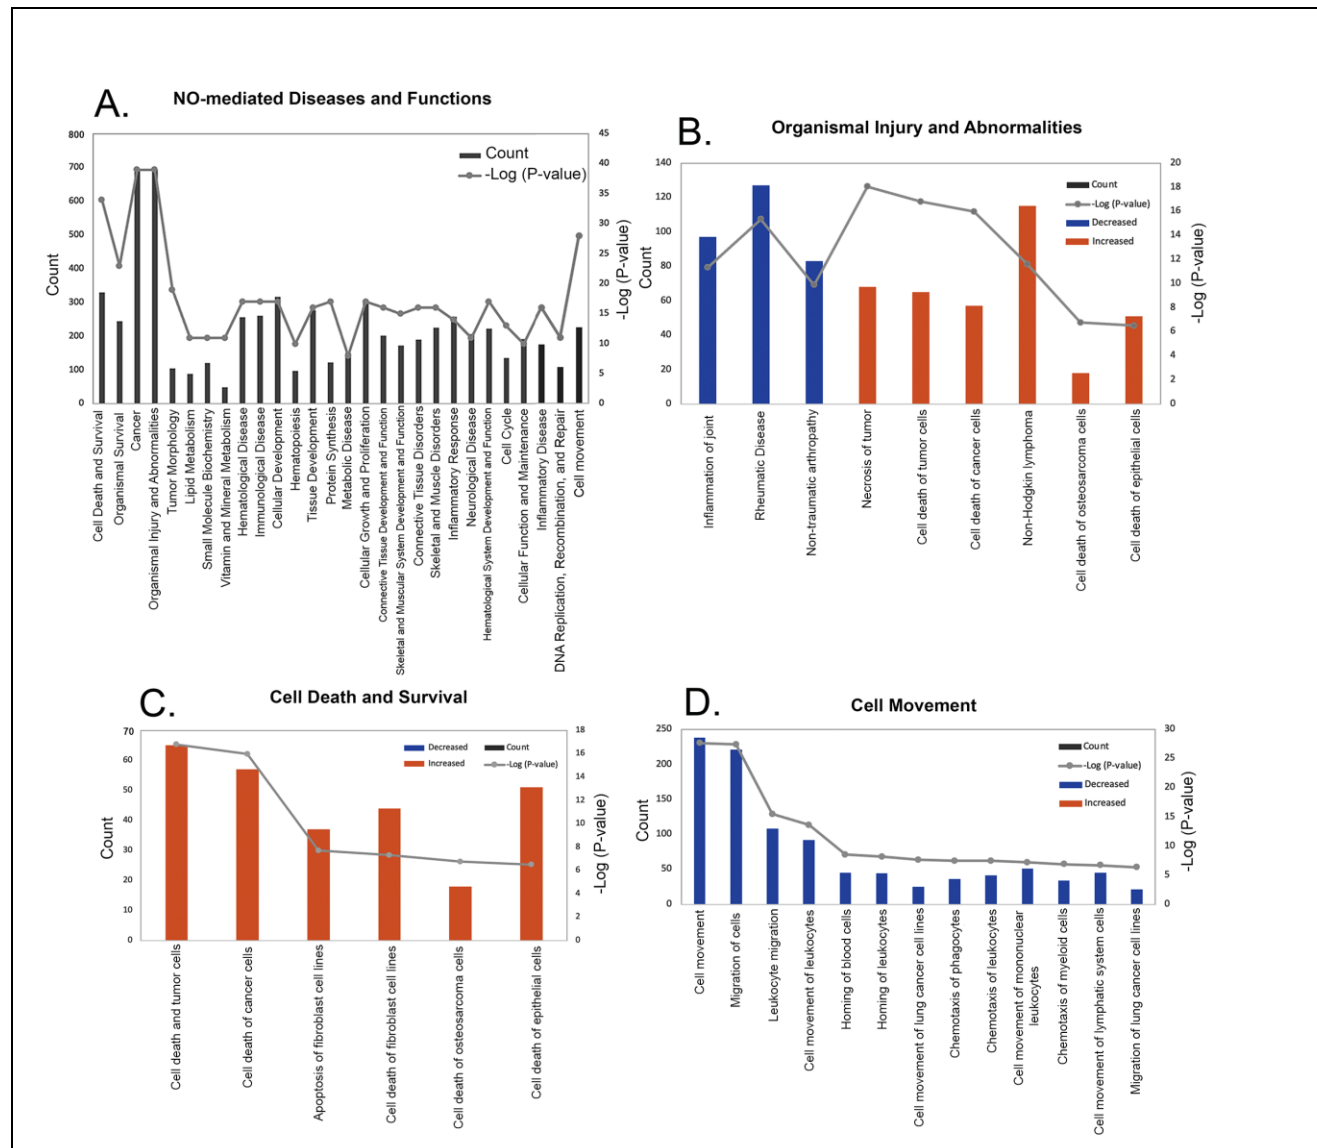 A.
NO-mediated Diseases and Functions
800
700
600
500
400
300
200
100
0
Count
45
40
35
30
25
20
15
10
5
0
-Log (P-value)
Count
-Log (P-value)
Cell Death and Survival
Organismal Survival
Cancer
Organismal Injury and Abnormalities
Tumor Morphology
Lipid Metabolism
Small Molecule Biochemistry
Vitamin and Mineral Metabolism
Hematological Disease
Immunological Disease
Cellular Development
Hematopoiesis
Tissue Development
Protein Synthesis
Metabolic Disease
Cellular Growth and Proliferation
Connective Tissue Development and Function
Skeletal and Muscular System Development and Function
Connective Tissue Disorders
Skeletal and Muscle Disorders
Inflammatory Response
Neurological Disease
Hematological System Development and Function
Cell Cycle
Cellular Function and Maintenance
Inflammatory Disease
DNA Replication, Recombination, and Repair
Cell movement
B.
Organismal Injury and Abnormalities
140
120
100
80
60
40
20
0
Count
20
18
16
14
12
10
8
6
4
2
0
-Log (P-value)
Count
-Log (P-value)
Decreased
Increased
Inflammation of joint
Rheumatic Disease
Non-traumatic arthropathy
Necrosis of tumor
Cell death of tumor cells
Cell death of cancer cells
Non-Hodgkin lymphoma
Cell death of osteosarcoma cells
Cell death of epithelial cells
C.
Cell Death and Survival
70
60
50
40
30
20
10
0
Count
18
16
14
12
10
8
6
4
2
0
-Log (P-value)
Decreased
Count
Increased
-Log (P-value)
Cell death and tumor cells
Cell death of cancer cells
Apoptosis of fibroblast cell lines
Cell death of fibroblast cell lines
Cell death of osteosarcoma cells
Cell death of epithelial cells
D.
Cell Movement
250
200
150
100
50
0
Count
30
25
20
15
10
5
0
-Log (P-value)
Count
-Log (P-value)
Decreased
Increased
Cell movement
Migration of cells
Leukocyte migration
Cell movement of leukocytes
Homing of blood cells
Homing of leukocytes
Cell movement of lung cancer cell lines
Chemotaxis of phagocytes
Chemotaxis of leukocytes
Cell movement of mononuclear
leukocytes
Chemotaxis of myeloid cells
Cell movement of lymphatic system cells
Migration of lung cancer cell lines